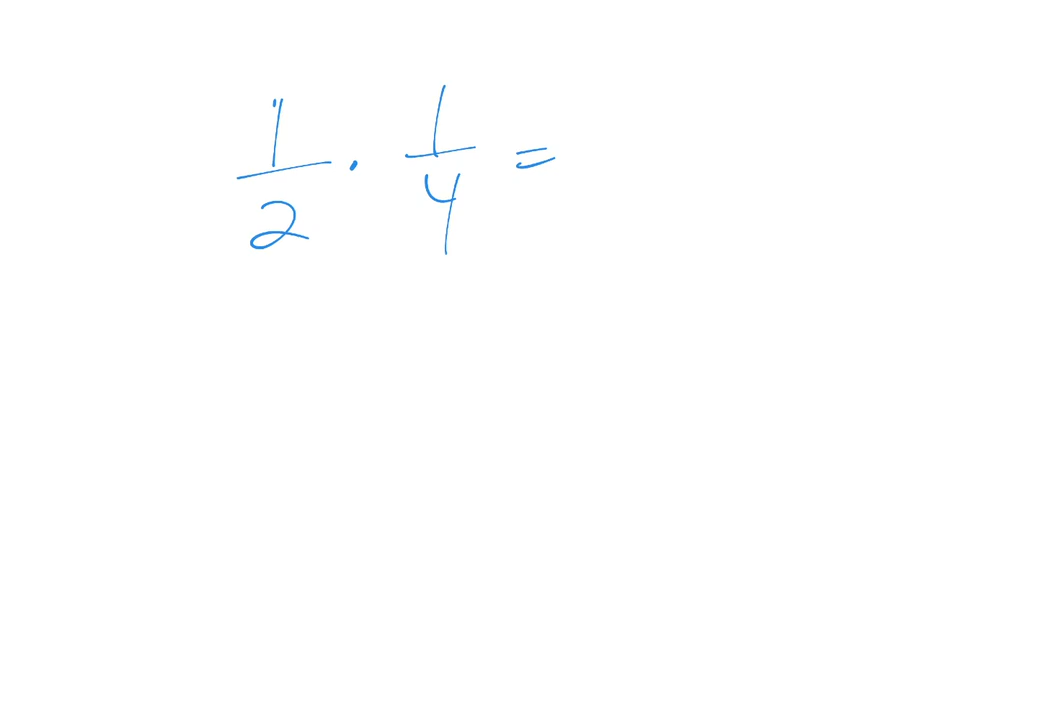 1/2 · 1/4 =